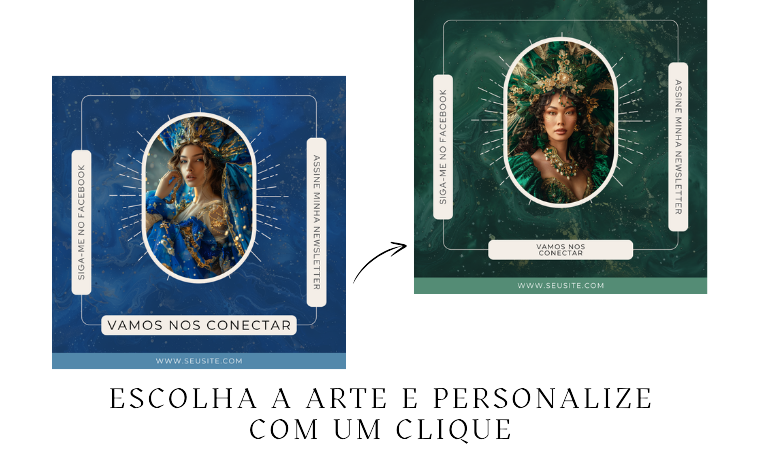 SIGA-ME NO FACEBOOK
ASSINE MINHA NEWSLETTER
VAMOS NOS CONECTAR
WWW.SEUSITE.COM
SIGA-ME NO FACEBOOK
ASSINE MINHA NEWSLETTER
VAMOS NOS
CONECTAR
WWW.SEUSITE.COM
ESCOLHA A ARTE E PERSONALIZE
COM UM CLIQUE